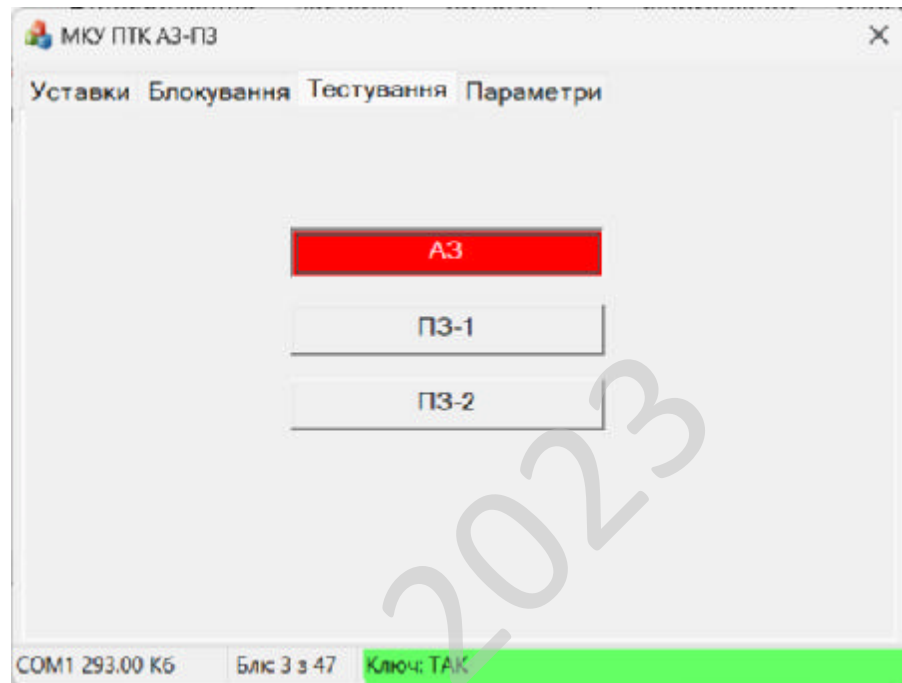 МКУ ПТК АЗ-ПЗ
Уставки Блокування Тестування Параметри
АЗ
ПЗ-1
ПЗ-2
2023
COM1 293.00 Кб Блк: 3 з 47 Ключ: ТАК